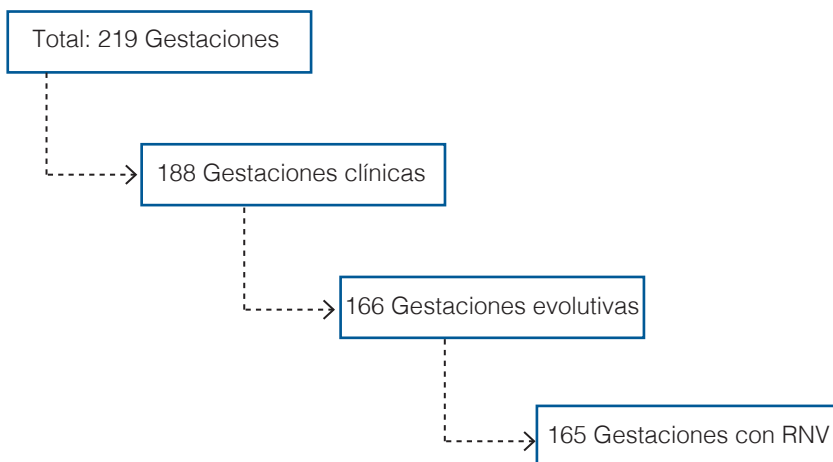 Total: 219 Gestaciones
188 Gestaciones clínicas
166 Gestaciones evolutivas
165 Gestaciones con RNV